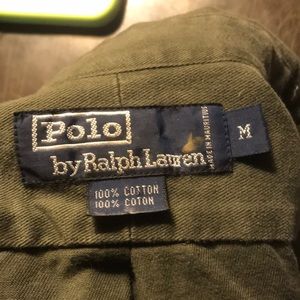 Polo
by Ralph Lauren
MADE IN MAURITIUS
M
100% COTTON
100% COTON